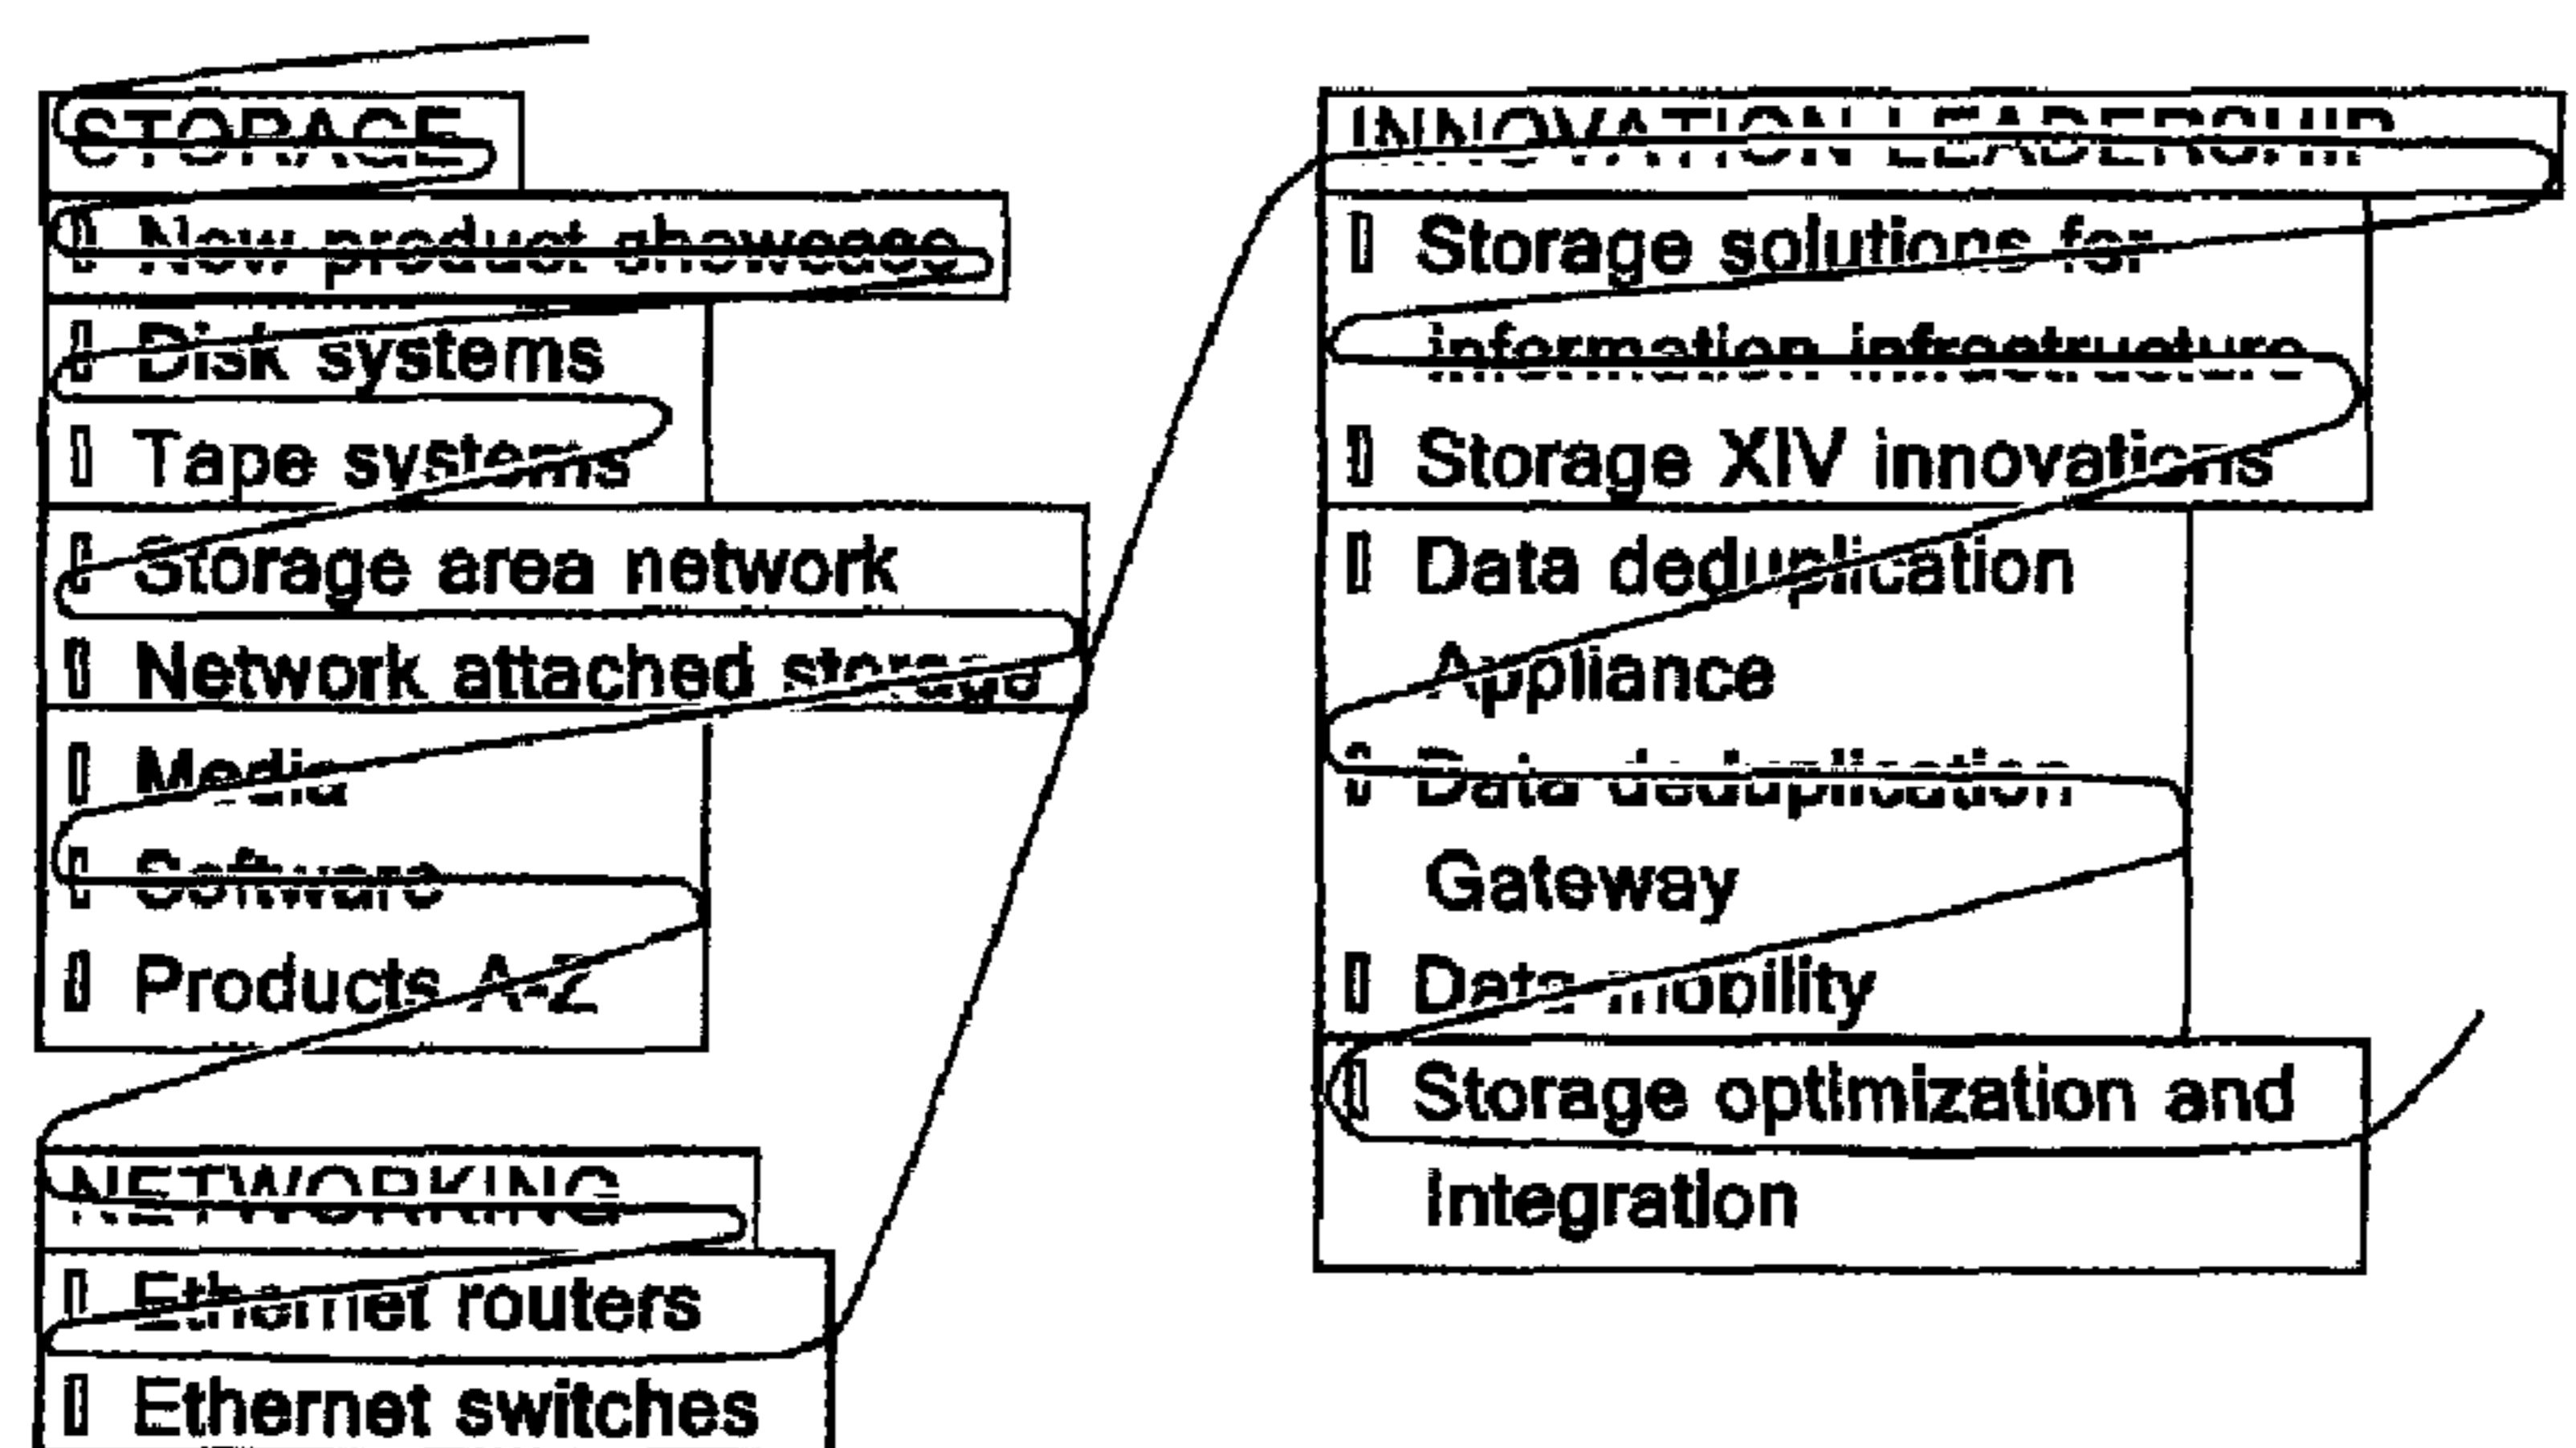 STORAGE
▯ New product showcase
▯ Disk systems
▯ Tape systems
▯ Storage area network
▯ Network attached storage
▯ Media
▯ Software
▯ Products A-Z
NETWORKING
▯ Ethernet routers
▯ Ethernet switches
INNOVATION LEADERSHIP
▯ Storage solutions for
information infrastructure
▯ Storage XIV innovations
▯ Data deduplication
Appliance
▯ Data deduplication
Gateway
▯ Data mobility
▯ Storage optimization and
Integration